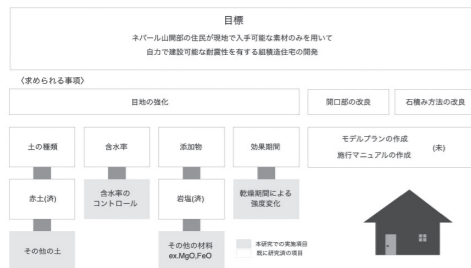 目標
ネパール山間部の住民が現地で入手可能な素材のみを用いて
自力で建設可能な耐震性を有する組積造住宅の開発
〈求められる事項〉
目地の強化
開口部の改良
石積み方法の改良
土の種類
含水率
添加物
効果期間
モデルプランの作成
施行マニュアルの作成
(未)
赤土(済)
含水率の
コントロール
岩塩(済)
乾燥期間による
強度変化
その他の土
その他の材料
ex.MgO,FeO
本研究での実施項目
既に研究済の項目